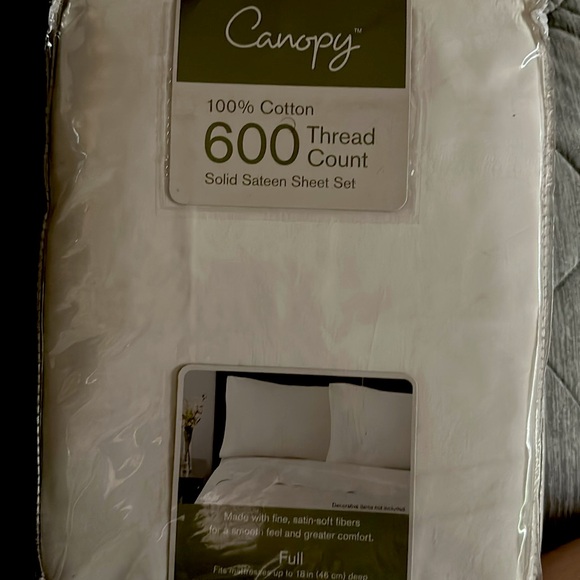 Canopy™
100% Cotton
600 Thread
Count
Solid Sateen Sheet Set
Decorative items not included.
Made with fine, satin-soft fibers
for a smooth feel and greater comfort.
Full
Fits mattresses up to 18 in (46 cm) deep